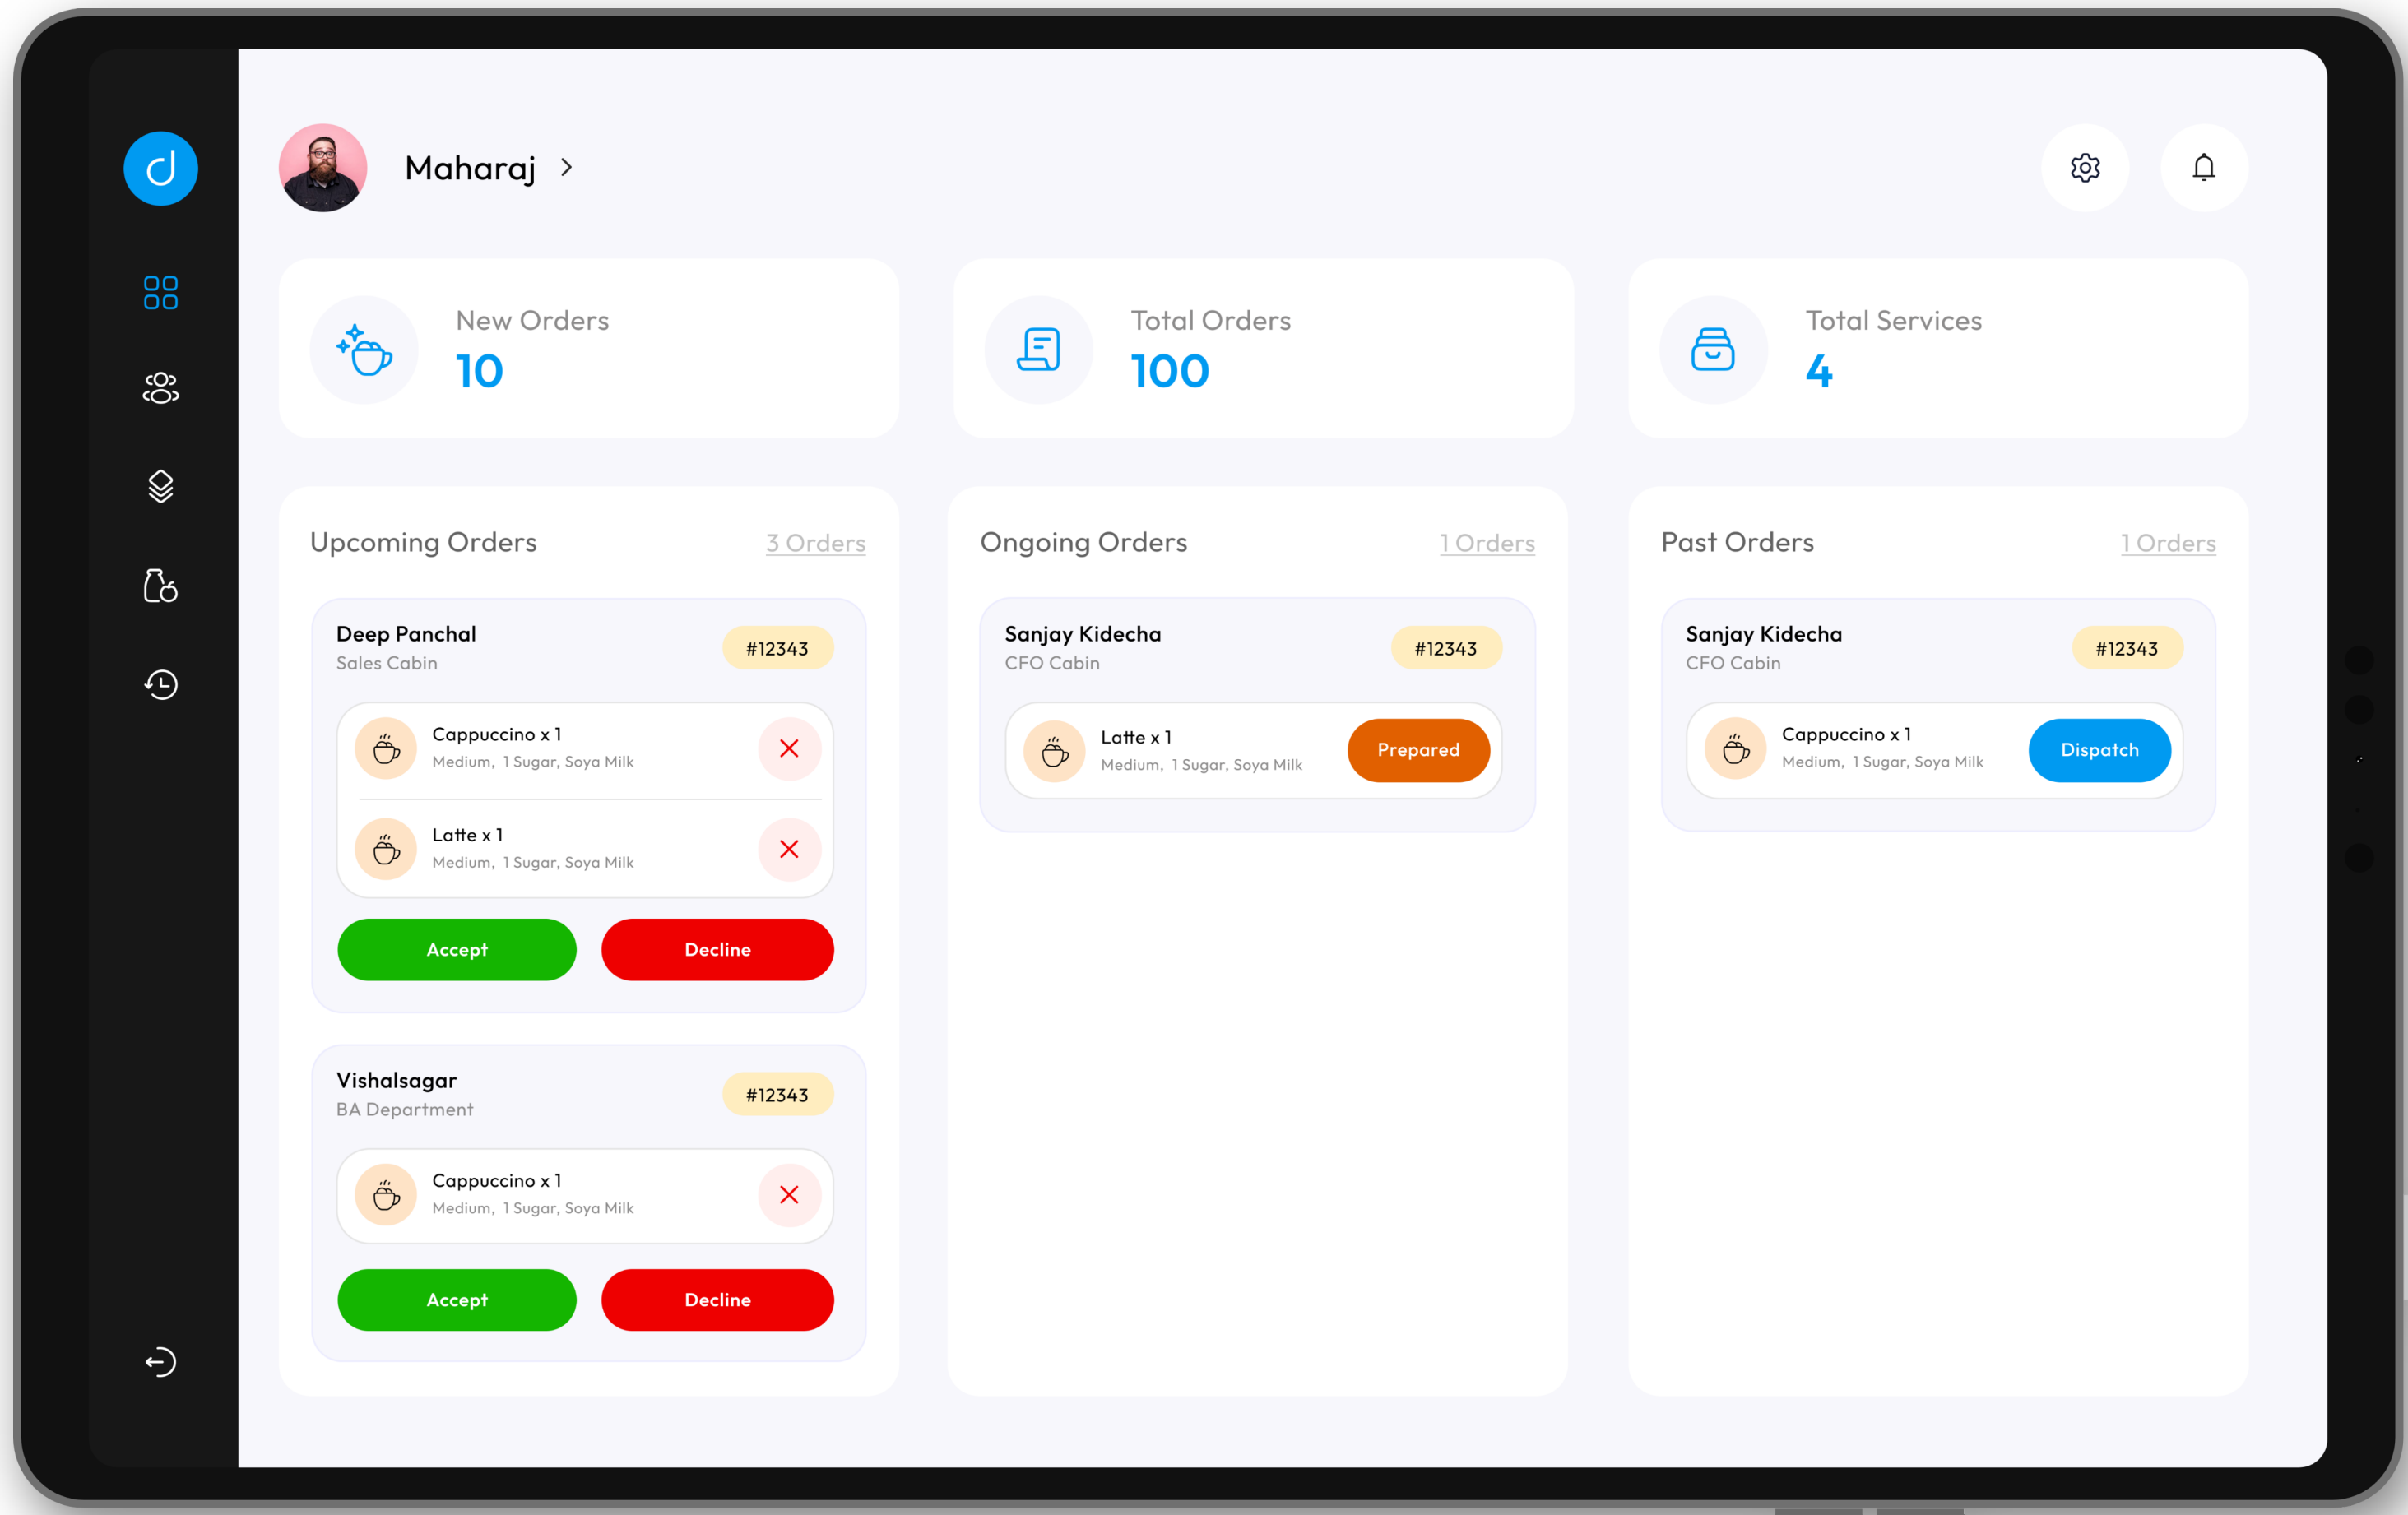 Maharaj
New Orders
10
Total Orders
100
Total Services
4
Upcoming Orders
3 Orders
Deep Panchal
Sales Cabin
#12343
Cappuccino x 1
Medium, 1 Sugar, Soya Milk
Latte x 1
Medium, 1 Sugar, Soya Milk
Accept
Decline
Vishalsagar
BA Department
#12343
Cappuccino x 1
Medium, 1 Sugar, Soya Milk
Accept
Decline
Ongoing Orders
1 Orders
Sanjay Kidecha
CFO Cabin
#12343
Latte x 1
Medium, 1 Sugar, Soya Milk
Prepared
Past Orders
1 Orders
Sanjay Kidecha
CFO Cabin
#12343
Cappuccino x 1
Medium, 1 Sugar, Soya Milk
Dispatch